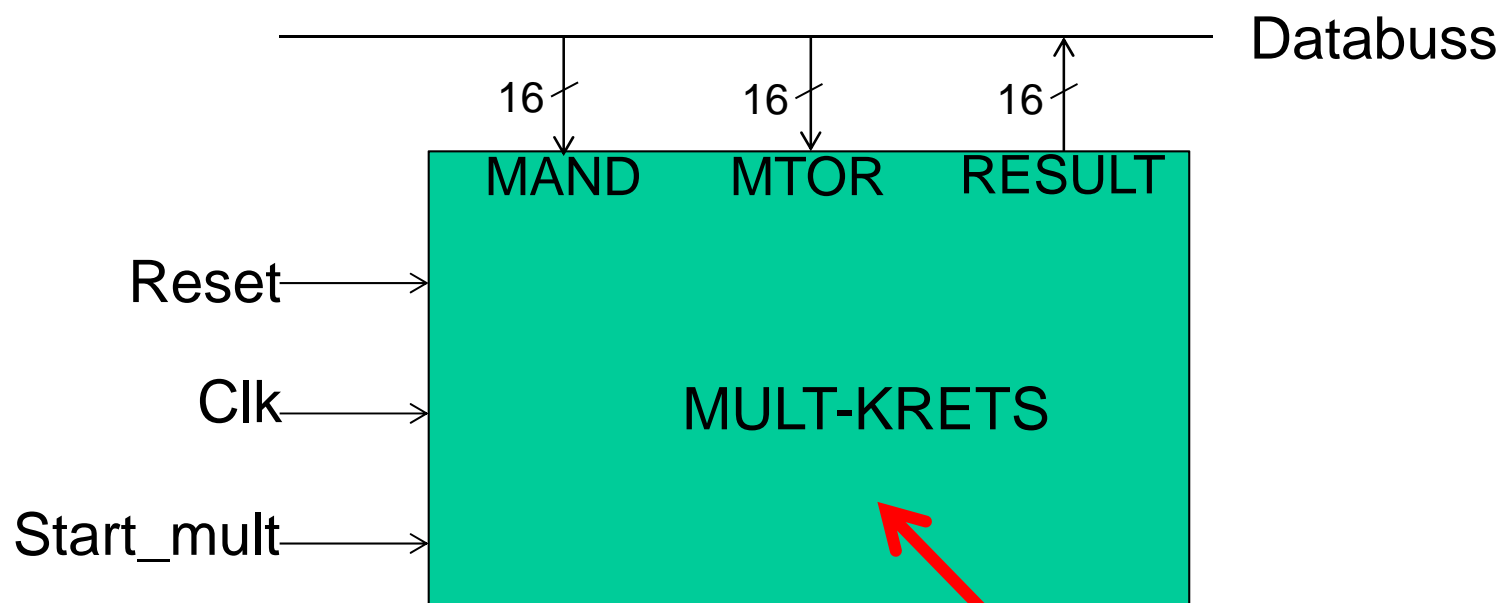 Databuss
16 16 16
MAND MTOR RESULT
Reset
Clk
MULT-KRETS
Start_mult